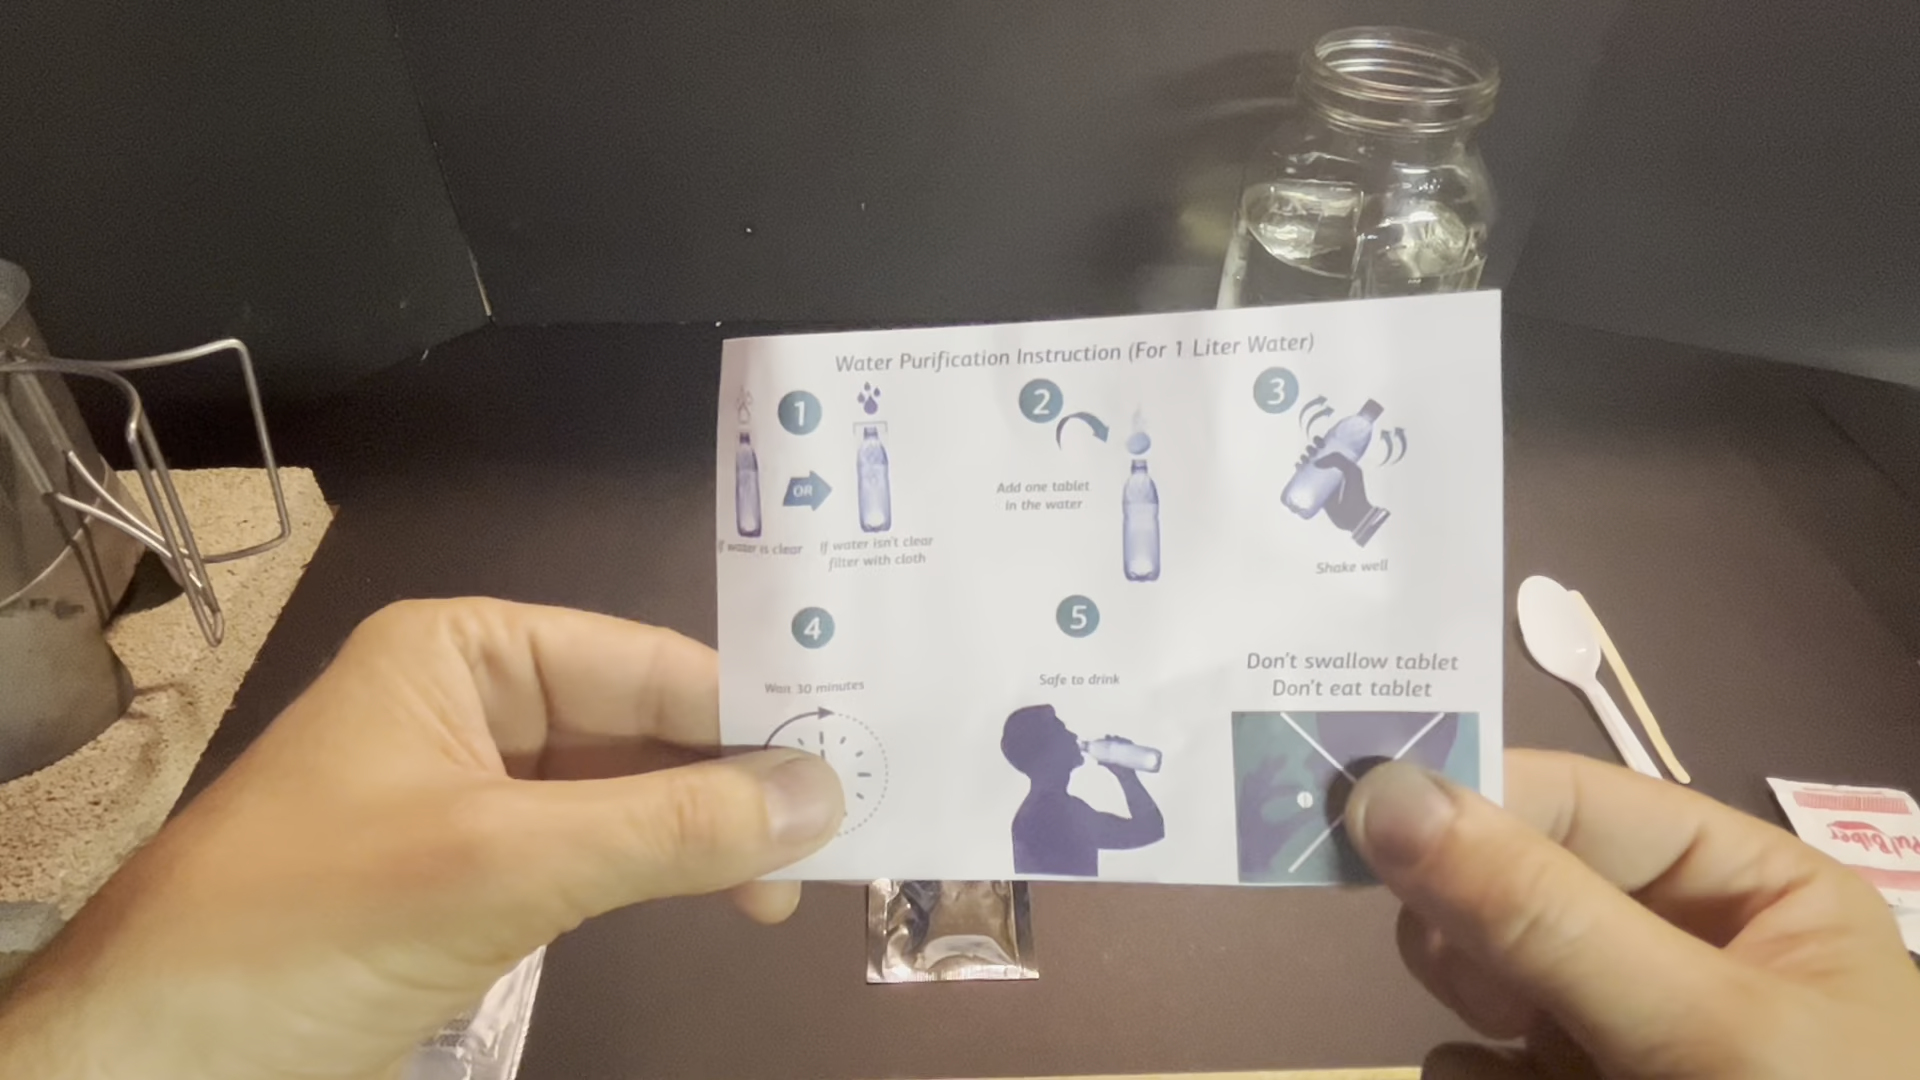 Water Purification Instruction (For 1 Liter Water)
1
OR
If water is clear
If water isn't clear
filter with cloth
2
Add one tablet
in the water
3
Shake well
4
Wait 30 minutes
5
Safe to drink
Don't swallow tablet
Don't eat tablet
Pul Biber